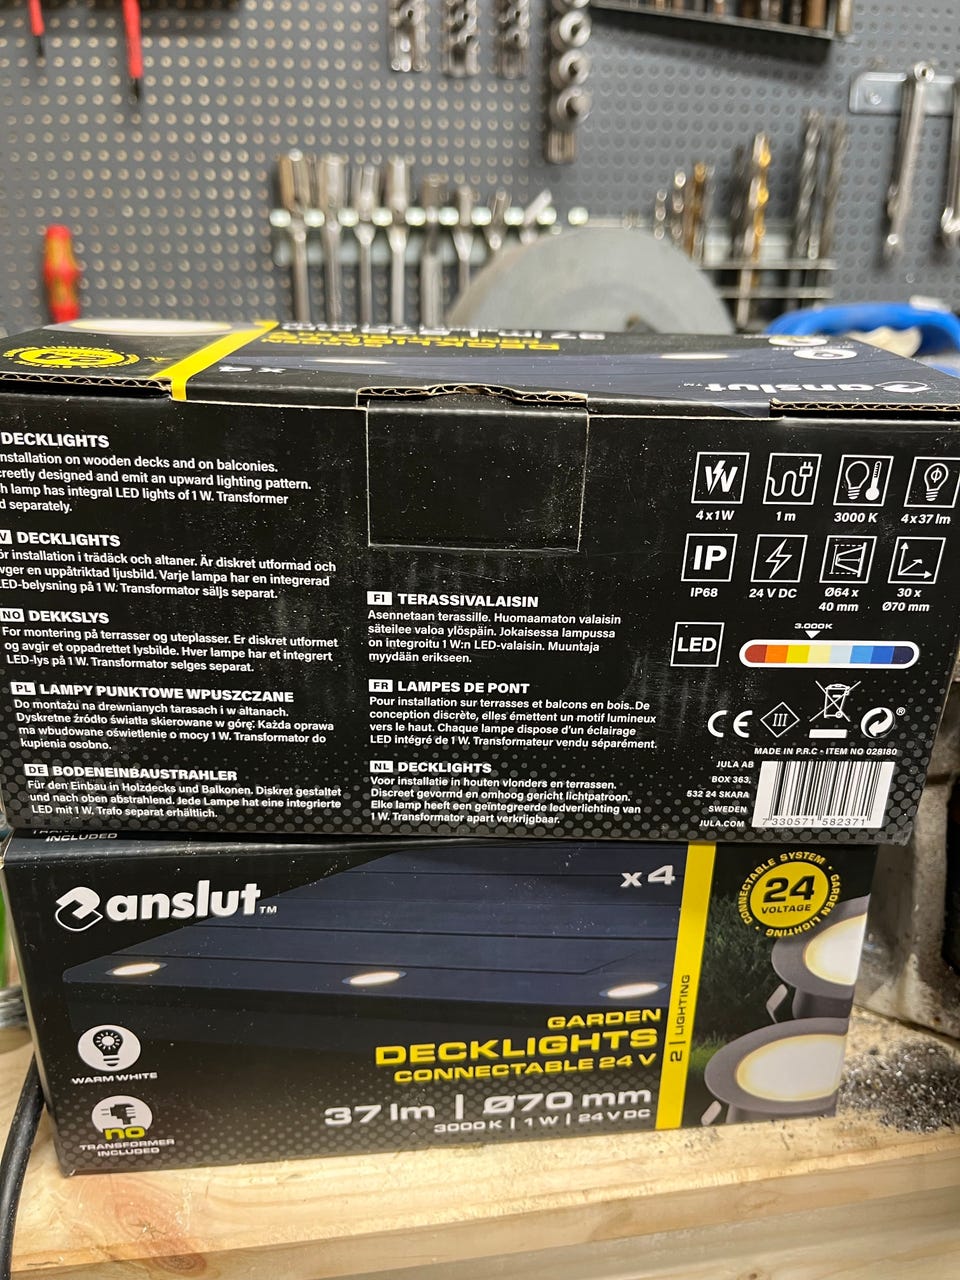 24
x4
37 lm
DECKLIGHTS
anslut™
DECKLIGHTS
nstallation on wooden decks and on balconies.
creetly designed and emit an upward lighting pattern.
h lamp has integral LED lights of 1 W. Transformer
d separately.
DECKLIGHTS
ör installation i trädäck och altaner. Är diskret utformad och
vger en uppåtriktad ljusbild. Varje lampa har en integrerad
LED-belysning på 1 W. Transformator säljs separat.
NO DEKKSLYS
For montering på terrasser og uteplasser. Er diskret utformet
og avgir et oppadrettet lysbilde. Hver lampe har et integrert
LED-lys på 1 W. Transformator selges separat.
PL LAMPY PUNKTOWE WPUSZCZANE
Do montażu na drewnianych tarasach i w altanach.
Dyskretne źródło światła skierowane w górę. Każda oprawa
ma wbudowane oświetlenie o mocy 1 W. Transformator do
kupienia osobno.
DE BODENEINBAUSTRAHLER
Für den Einbau in Holzdecks und Balkonen. Diskret gestaltet
und nach oben abstrahlend. Jede Lampe hat eine integrierte
LED mit 1 W. Trafo separat erhältlich.
FI TERASSIVALAISIN
Asennetaan terassille. Huomaamaton valaisin
säteilee valoa ylöspäin. Jokaisessa lampussa
on integroitu 1 W:n LED-valaisin. Muuntaja
myydään erikseen.
FR LAMPES DE PONT
Pour installation sur terrasses et balcons en bois. De
conception discrète, elles émettent un motif lumineux
vers le haut. Chaque lampe dispose d'un éclairage
LED intégré de 1 W. Transformateur vendu séparément.
NL DECKLIGHTS
Voor installatie in houten vlonders en terrassen.
Discreet gevormd en omhoog gericht lichtpatroon.
Elke lamp heeft een geïntegreerde ledverlichting van
1 W. Transformator apart verkrijgbaar.
W
4 x 1W
1 m
3000 K
4 x 37 lm
IP
IP68
24 V DC
Ø64 x
40 mm
30 x
Ø70 mm
LED
3.000K
CE
III
®
MADE IN P.R.C • ITEM NO 028180
JULA AB
BOX 363,
532 24 SKARA
SWEDEN
JULA.COM
7 330571 582371
TRANSFORMER
INCLUDED
anslut™
x4
CONNECTABLE SYSTEM • GARDEN LIGHTING •
24
VOLTAGE
2 | LIGHTING
GARDEN
DECKLIGHTS
CONNECTABLE 24 V
37 lm | Ø70 mm
3000 K | 1 W | 24 V DC
WARM WHITE
no
TRANSFORMER
INCLUDED